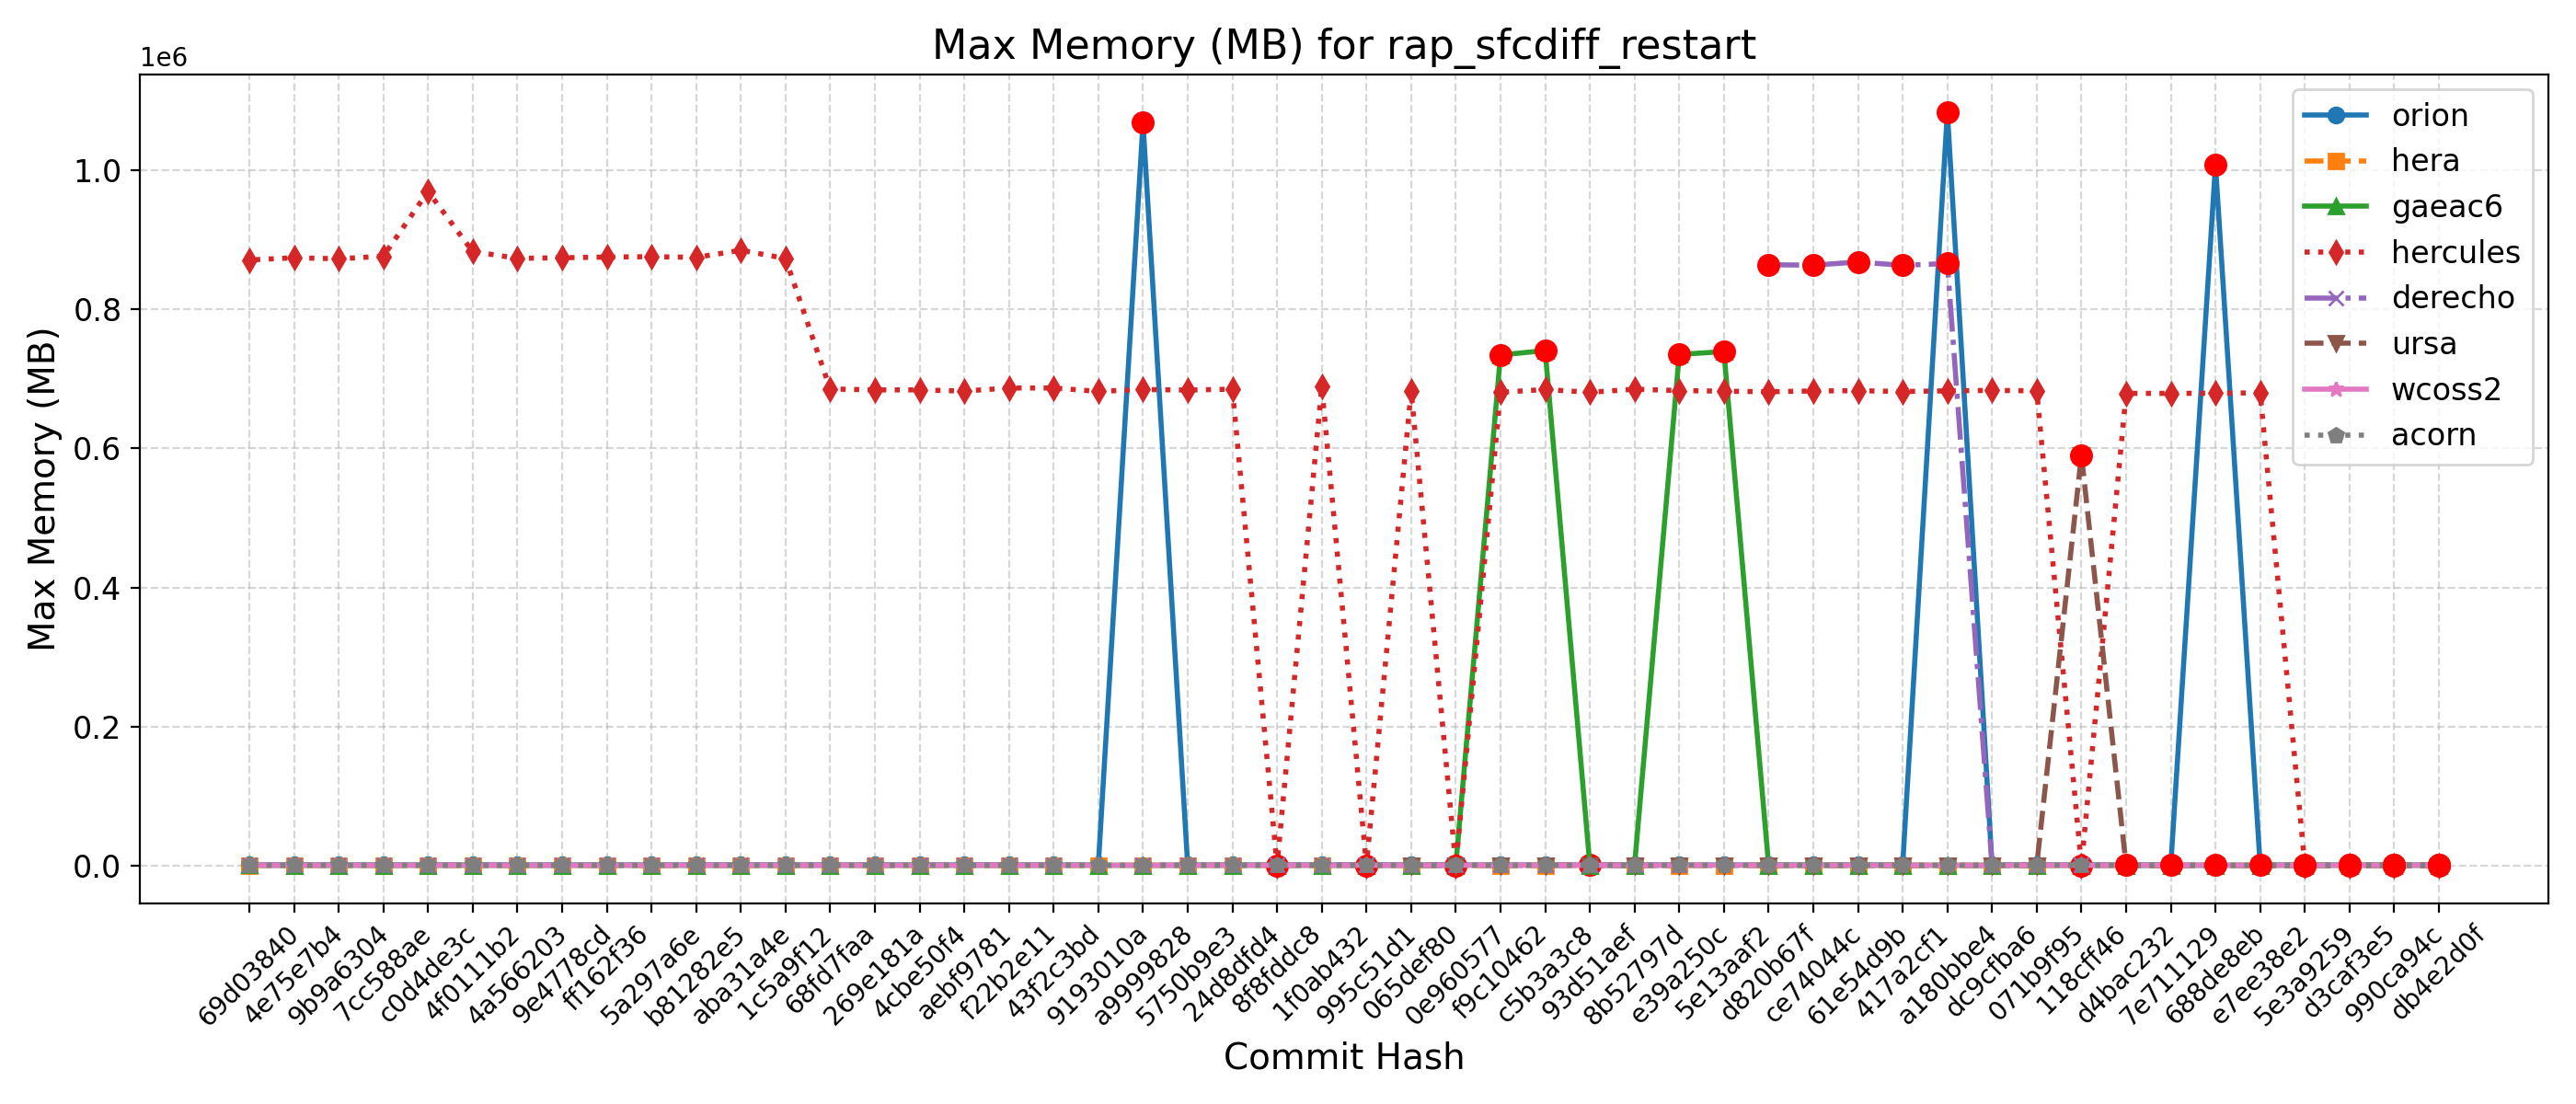 Max Memory (MB) for rap_sfcdiff_restart
1e6
1.0
0.8
0.6
0.4
0.2
0.0
Max Memory (MB)
orion
hera
gaeac6
hercules
derecho
ursa
wcoss2
acorn
69d03840
4e75e7b4
9b9a6304
7cc588ae
c0d4de3c
4f0111b2
4a566203
9e4778cd
ff162f36
5a297a6e
b81282e5
aba31a4e
1c5a9f12
68fd7faa
269e181a
4cbe50f4
aebf9781
f22b2e11
43f2c3bd
9193010a
a9999828
5750b9e3
24d8dfd4
8f8fddc8
1f0ab432
995c51d1
065def80
0e960577
f9c10462
c5b3a3c8
93d51aef
8b52797d
e39a250c
5e13aaf2
d820b67f
ce74044c
61e54d9b
417a2cf1
a180bbe4
dc9cfba6
071b9f95
118cff46
d4bac232
7e711129
688de8eb
e7ee38e2
5e3a9259
d3caf3e5
990ca94c
db4e2d0f
Commit Hash